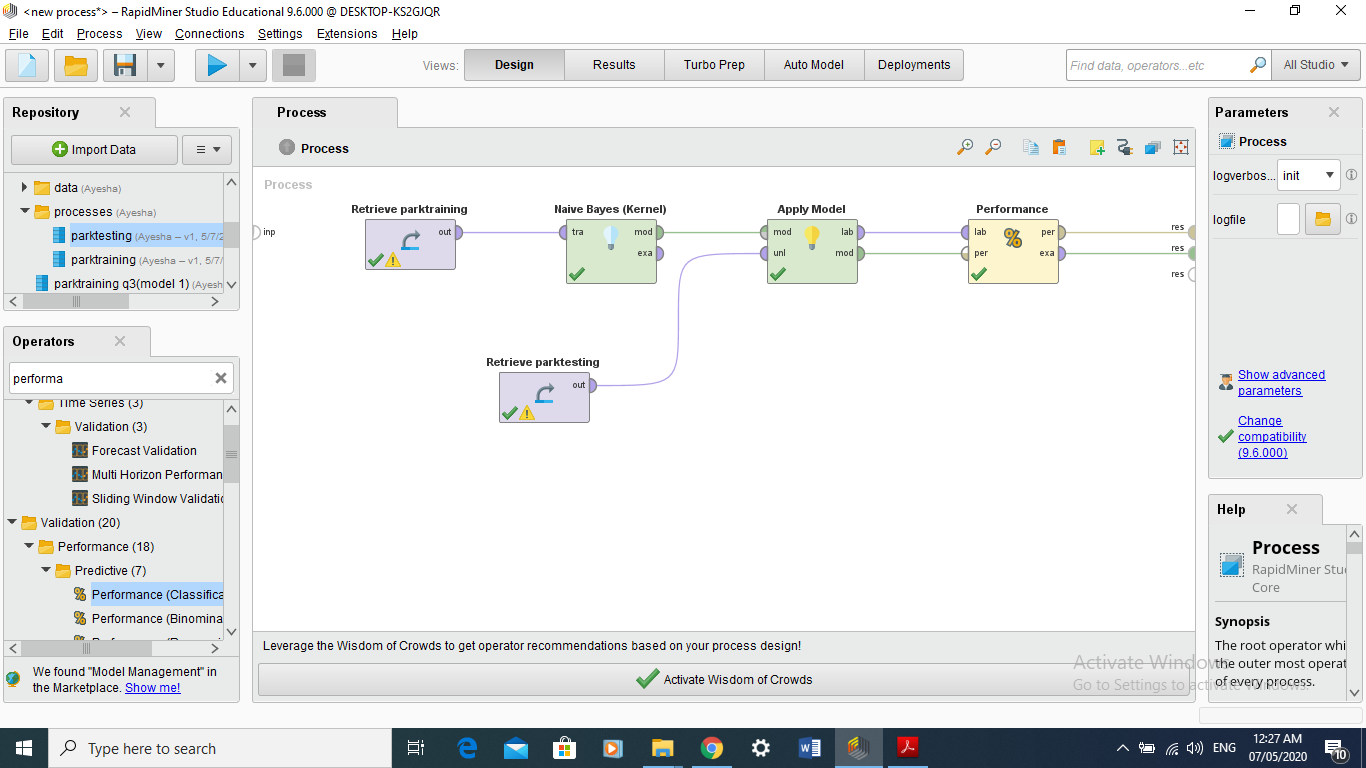 <new process*> – RapidMiner Studio Educational 9.6.000 @ DESKTOP-KS2GJQR
File Edit Process View Connections Settings Extensions Help
Views: Design Results Turbo Prep Auto Model Deployments
Find data, operators...etc All Studio
Repository
Import Data
data (Ayesha)
processes (Ayesha)
parktesting (Ayesha – v1, 5/7/2
parktraining (Ayesha – v1, 5/7/
parktraining q3(model 1) (Ayesh
Operators
performa
Time Series (3)
Validation (3)
Forecast Validation
Multi Horizon Performan
Sliding Window Validatio
Validation (20)
Performance (18)
Predictive (7)
Performance (Classifica
Performance (Binomina
We found "Model Management" in
the Marketplace. Show me!
Process
Process
Process
inp
Retrieve parktraining
out
Naive Bayes (Kernel)
tra mod
exa
Apply Model
mod lab
unl mod
Performance
lab per
per exa
res
res
res
Retrieve parktesting
out
Leverage the Wisdom of Crowds to get operator recommendations based on your process design!
Activate Wisdom of Crowds
Parameters
Process
logverbos... init
logfile
Show advanced
parameters
Change
compatibility
(9.6.000)
Help
Process
RapidMiner Stu
Core
Synopsis
The root operator whi
the outer most operat
of every process.
Activate Windows
Go to Settings to activate Windows.
Type here to search
ENG
12:27 AM
07/05/2020
10